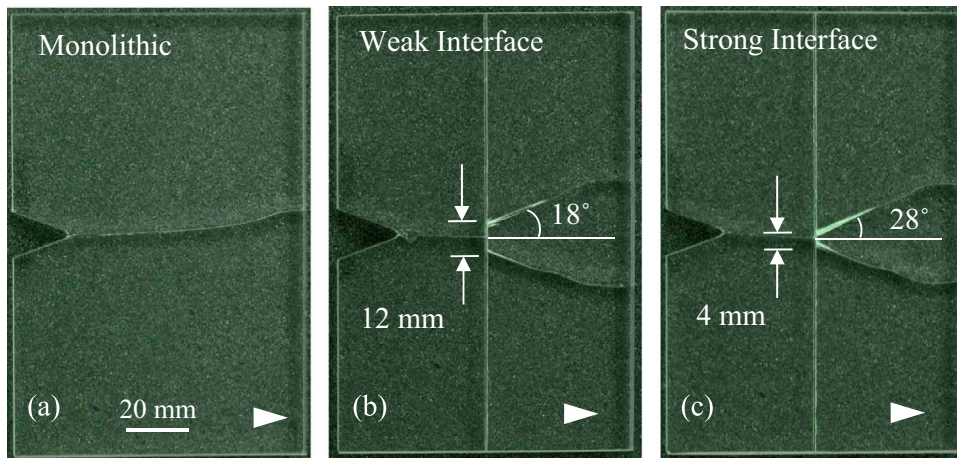 Monolithic
Weak Interface
Strong Interface
18°
28°
12 mm
4 mm
(a)
20 mm
(b)
(c)